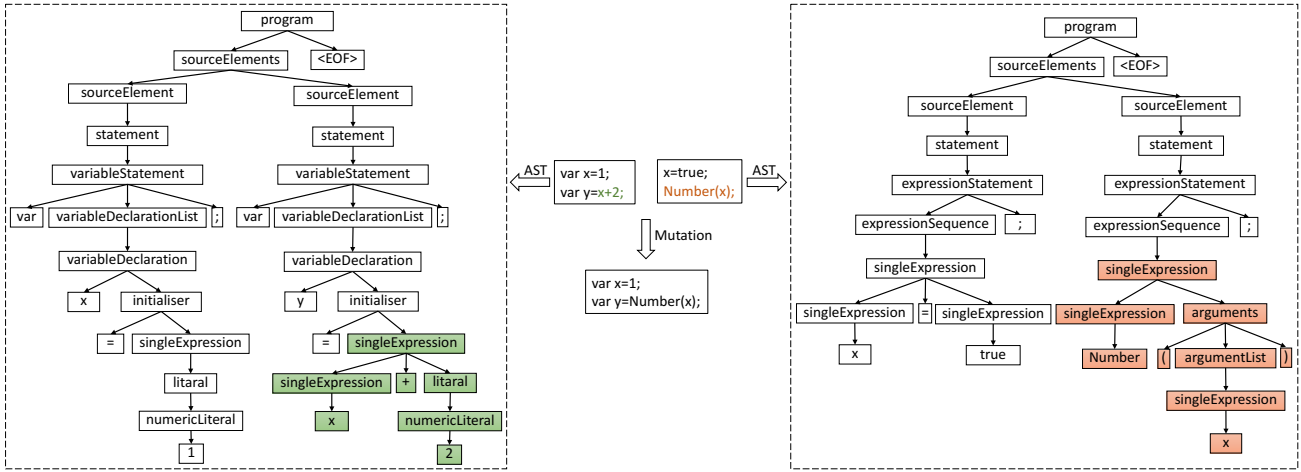 program
sourceElements <EOF>
sourceElement sourceElement
statement statement
variableStatement variableStatement
var variableDeclarationList ; var variableDeclarationList ;
variableDeclaration variableDeclaration
x initialiser y initialiser
= singleExpression = singleExpression
litaral singleExpression + litaral
numericLiteral x numericLiteral
1 2
AST
var x=1;
var y=x+2;
x=true;
Number(x);
AST
Mutation
var x=1;
var y=Number(x);
program
sourceElements <EOF>
sourceElement sourceElement
statement statement
expressionStatement expressionStatement
expressionSequence ; expressionSequence ;
singleExpression singleExpression
singleExpression = singleExpression singleExpression arguments
x true Number ( argumentList )
singleExpression
x